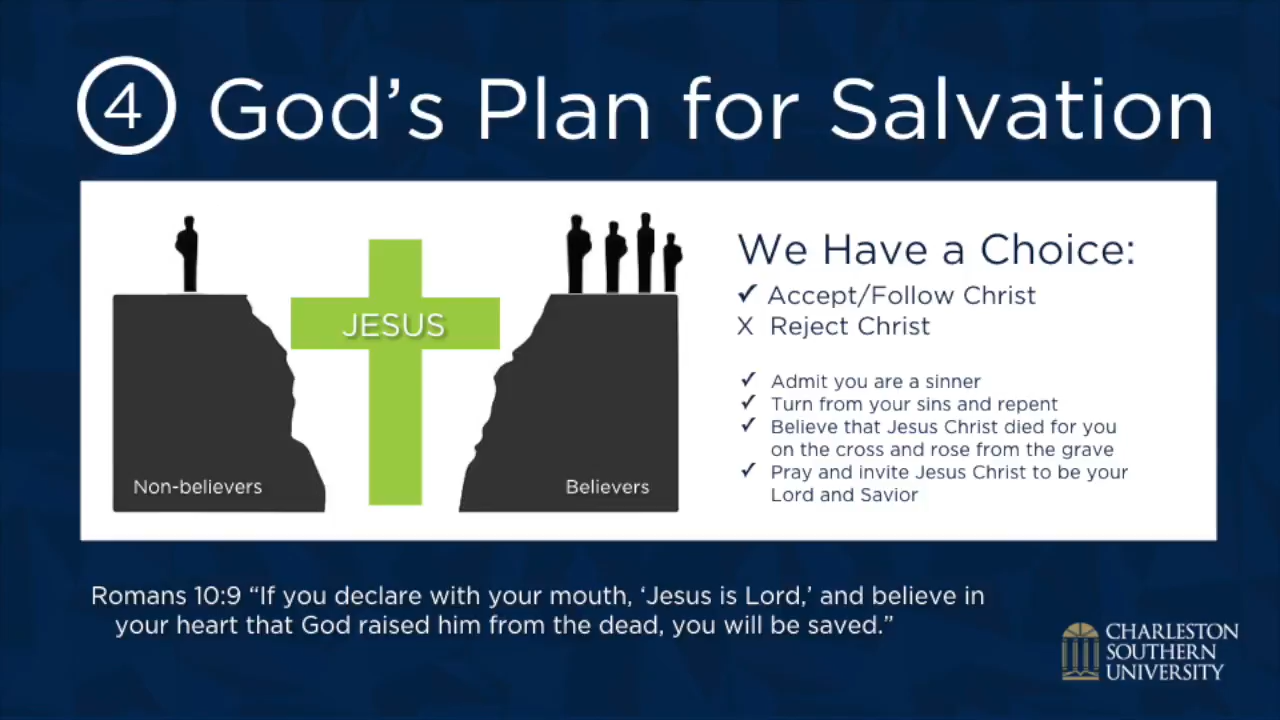 4 God's Plan for Salvation
JESUS
Non-believers
Believers
We Have a Choice:
✓ Accept/Follow Christ
X Reject Christ
✓ Admit you are a sinner
✓ Turn from your sins and repent
✓ Believe that Jesus Christ died for you
on the cross and rose from the grave
✓ Pray and invite Jesus Christ to be your
Lord and Savior
Romans 10:9 “If you declare with your mouth, ‘Jesus is Lord,’ and believe in
your heart that God raised him from the dead, you will be saved.”
CHARLESTON
SOUTHERN
UNIVERSITY